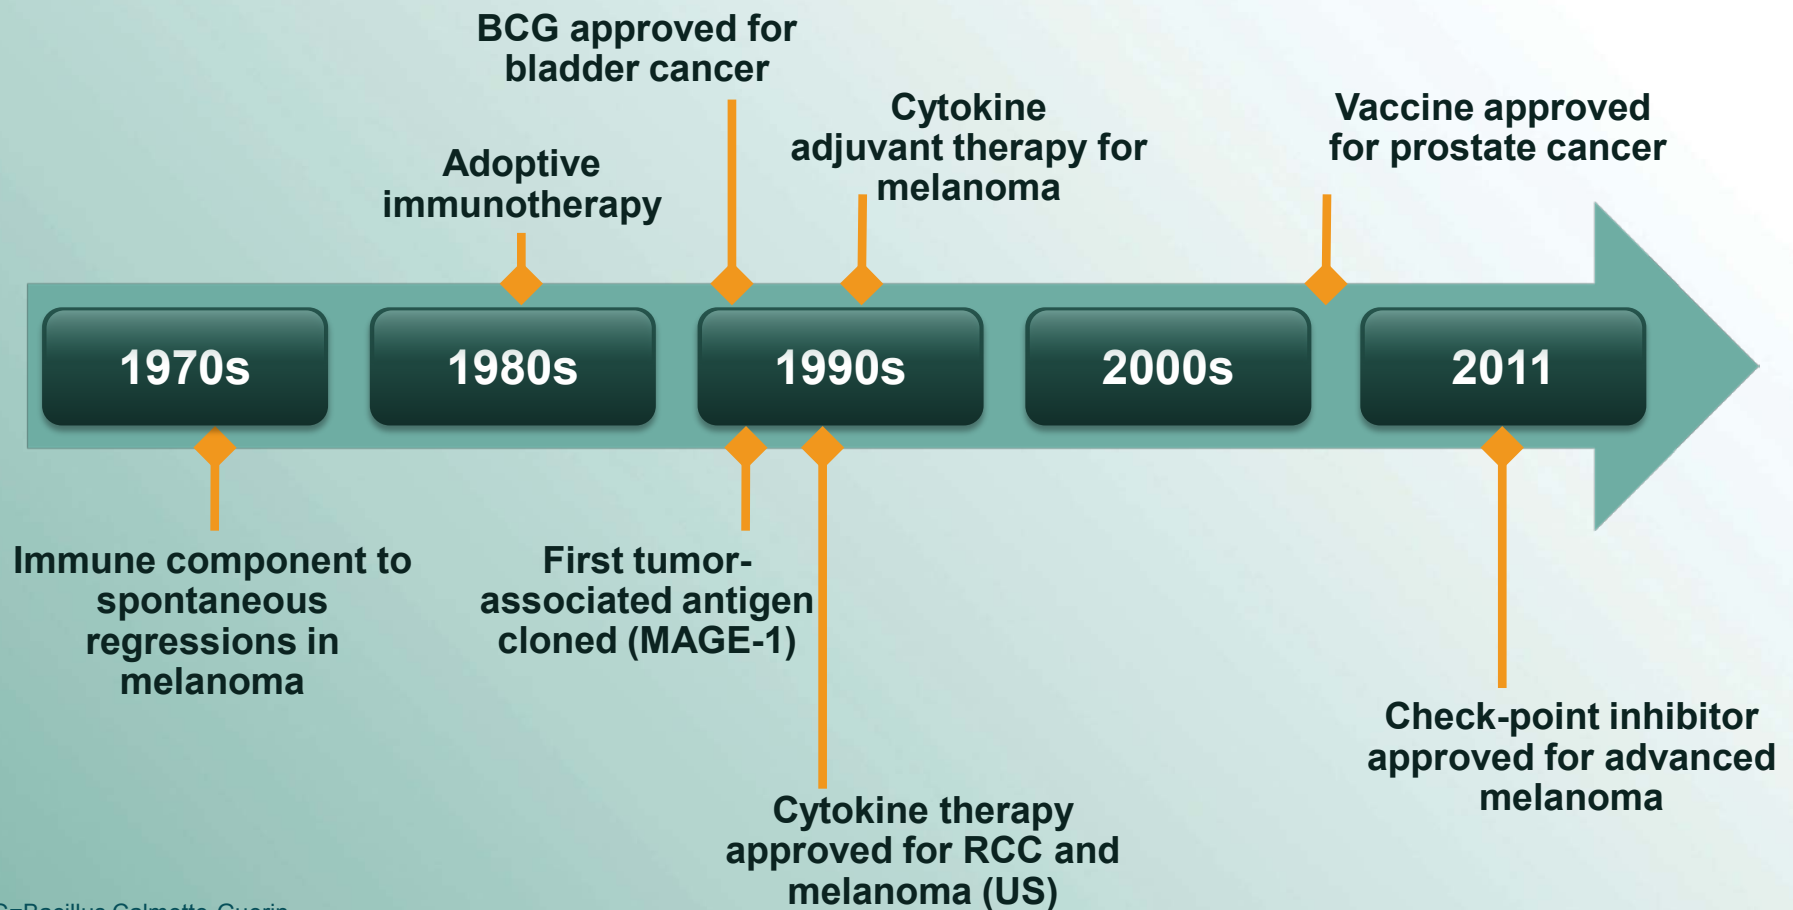 BCG approved for
bladder cancer
Cytokine
adjuvant therapy for
melanoma
Vaccine approved
for prostate cancer
Adoptive
immunotherapy
1970s
1980s
1990s
2000s
2011
Immune component to
spontaneous
regressions in
melanoma
First tumor-
associated antigen
cloned (MAGE-1)
Check-point inhibitor
approved for advanced
melanoma
Cytokine therapy
approved for RCC and
melanoma (US)